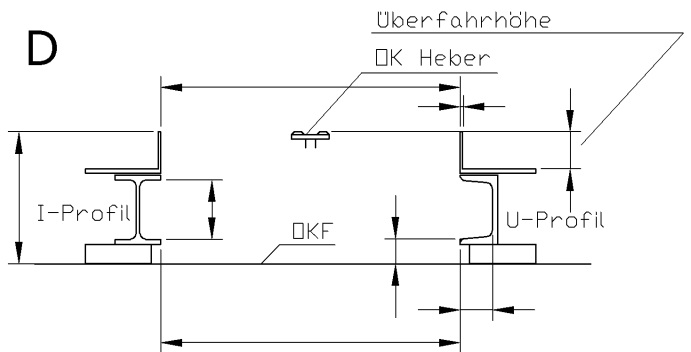 D
Überfahrhöhe
OK Heber
I-Profil
U-Profil
OKF